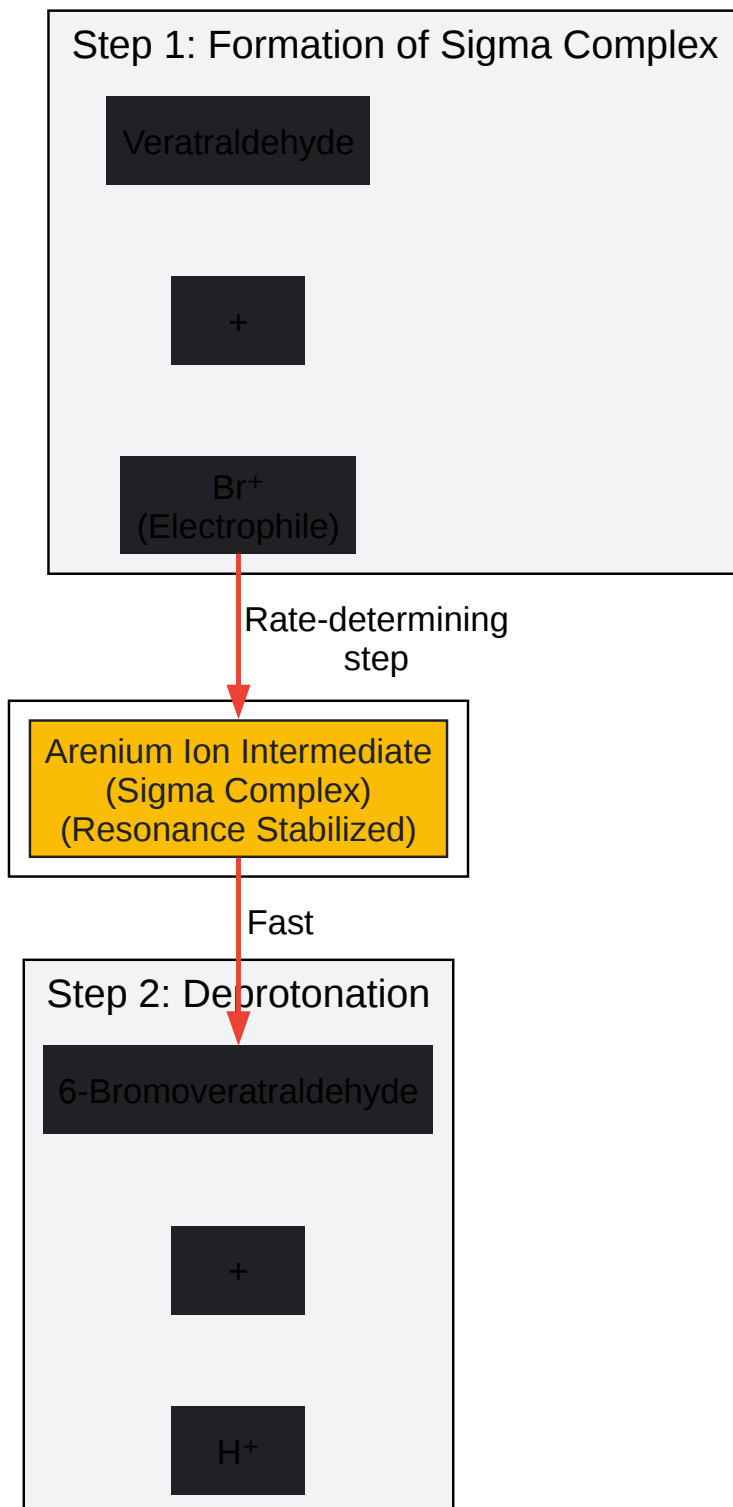 Step 1: Formation of Sigma Complex
Veratraldehyde
+
Br⁺
(Electrophile)
Rate-determining
step
Arenium Ion Intermediate
(Sigma Complex)
(Resonance Stabilized)
Fast
Step 2: Deprotonation
6-Bromoveratraldehyde
+
H⁺